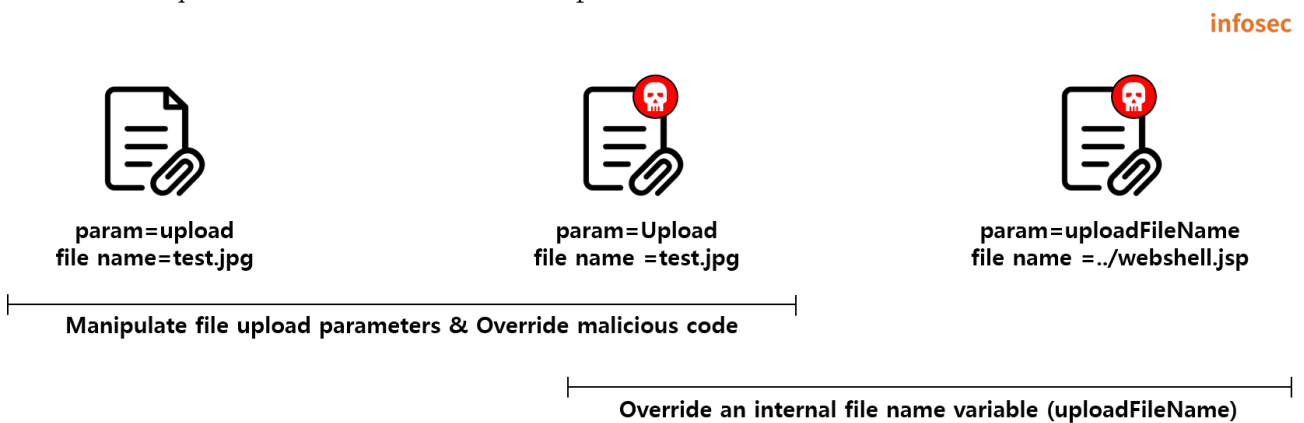 infosec
param=upload
file name=test.jpg
param=Upload
file name =test.jpg
param=uploadFileName
file name =../webshell.jsp
Manipulate file upload parameters & Override malicious code
Override an internal file name variable (uploadFileName)